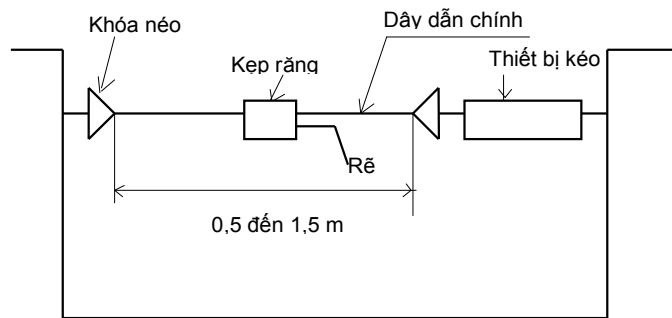 Khóa néo
Dây dẫn chính
Kẹp răng
Thiết bị kéo
Rẽ
0,5 đến 1,5 m